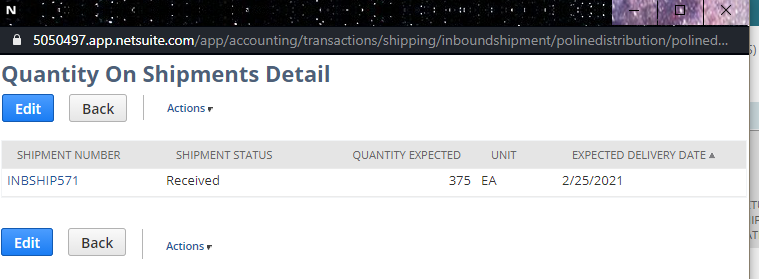 N
5050497.app.netsuite.com/app/accounting/transactions/shipping/inboundshipment/polinedistribution/polined...
Quantity On Shipments Detail
Edit Back Actions
SHIPMENT NUMBER SHIPMENT STATUS QUANTITY EXPECTED UNIT EXPECTED DELIVERY DATE
INBSHIP571 Received 375 EA 2/25/2021
Edit Back Actions